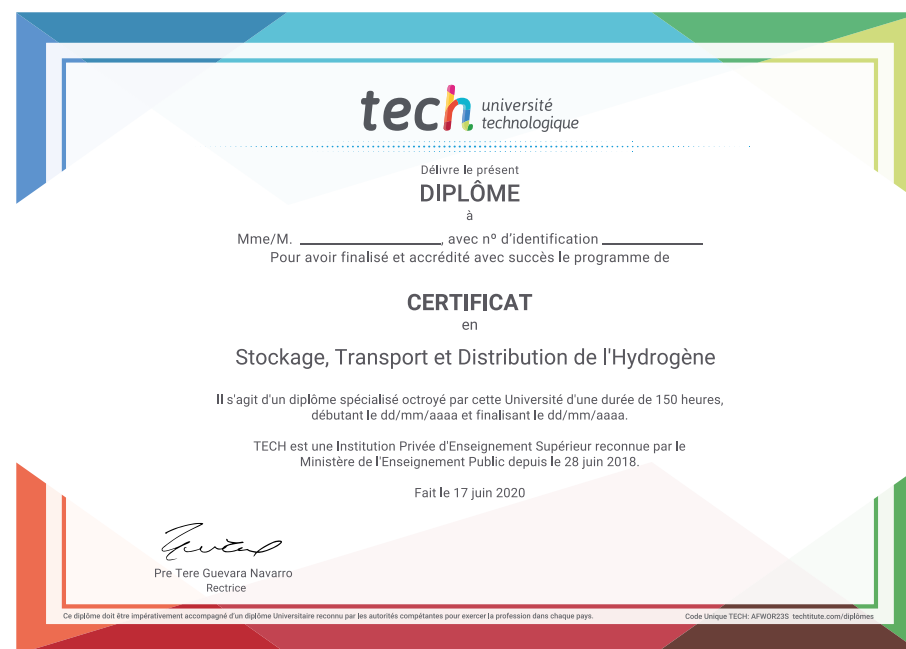 tech université
technologique
Délivre le présent
DIPLÔME
à
Mme/M. ____________________, avec nº d'identification ______________
Pour avoir finalisé et accrédité avec succès le programme de
CERTIFICAT
en
Stockage, Transport et Distribution de l'Hydrogène
Il s'agit d'un diplôme spécialisé octroyé par cette Université d'une durée de 150 heures,
débutant le dd/mm/aaaa et finalisant le dd/mm/aaaa.
TECH est une Institution Privée d'Enseignement Supérieur reconnue par le
Ministère de l'Enseignement Public depuis le 28 juin 2018.
Fait le 17 juin 2020
Pre Tere Guevara Navarro
Rectrice
Ce diplôme doit être impérativement accompagné d'un diplôme Universitaire reconnu par les autorités compétantes pour exercer la profession dans chaque pays.
Code Unique TECH: AFWOR23S techtitute.com/diplômes